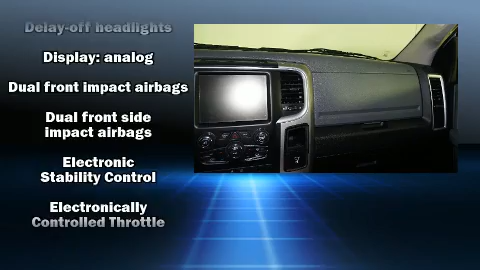 Delay-off headlights
Display: analog
Dual front impact airbags
Dual front side
impact airbags
Electronic
Stability Control
Electronically
Controlled Throttle